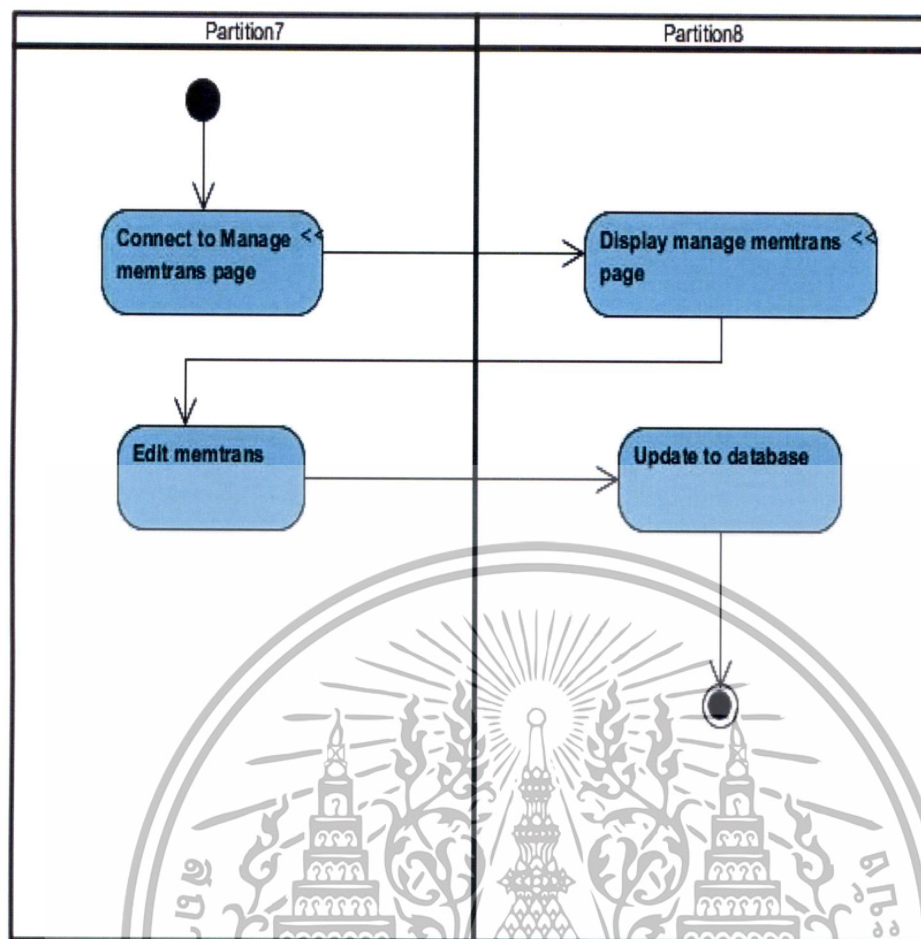 Partition7
Partition8
Connect to Manage <<
memtrans page
Display manage memtrans <<
page
Edit memtrans
Update to database